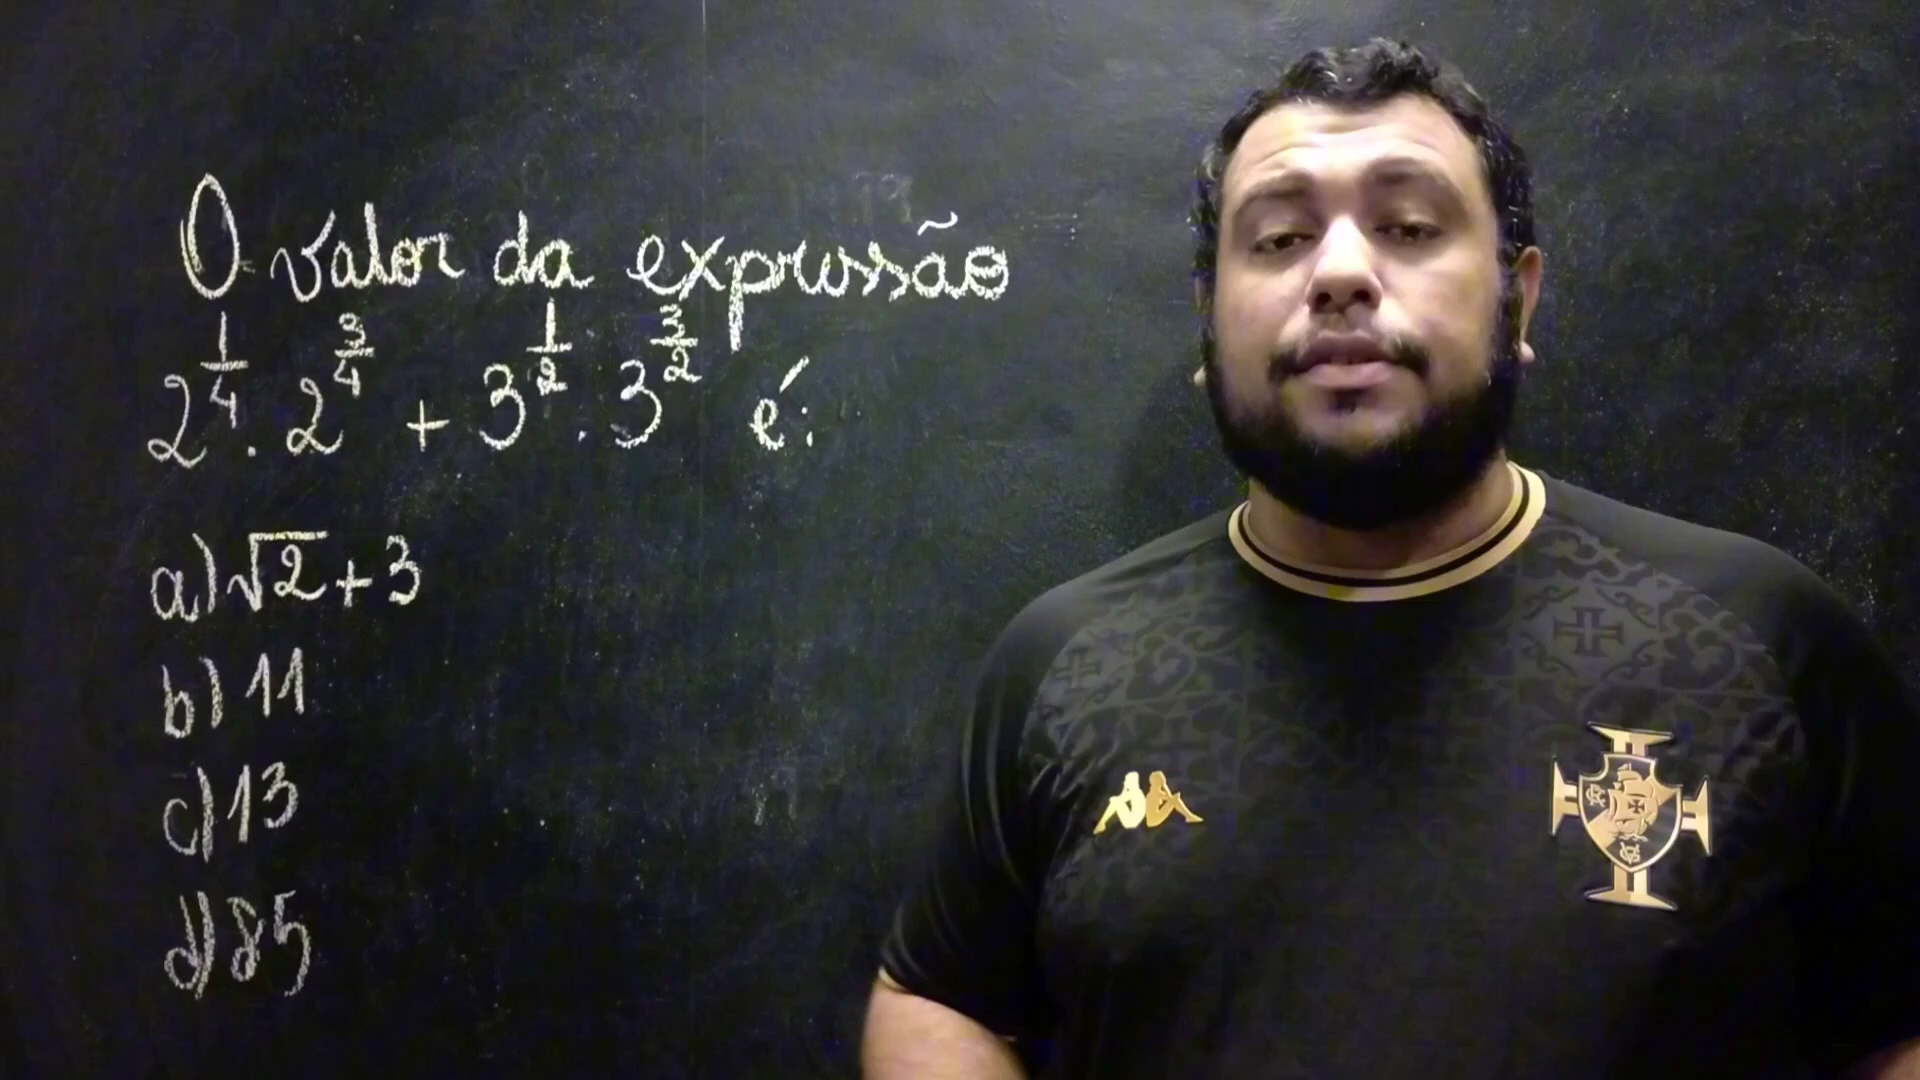 O valor da expressão
2^{1/4} . 2^{3/4} + 3^{1/2} . 3^{3/2} é:
a) √2 + 3
b) 11
c) 13
d) 85